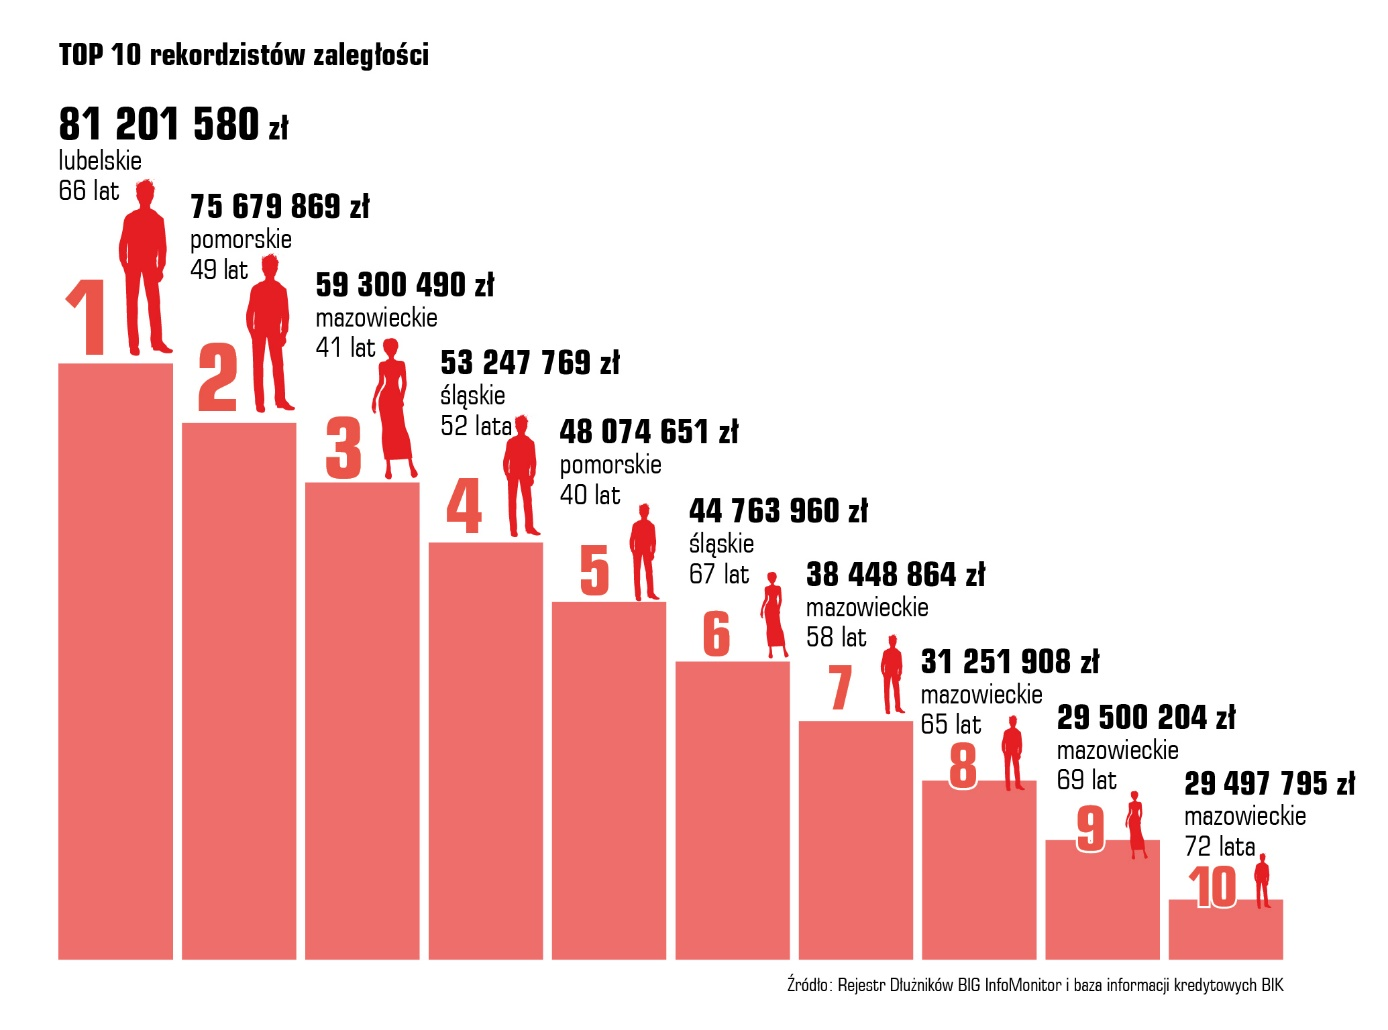 TOP 10 rekordzistów zaległości
81 201 580 zł
lubelskie
66 lat
1
75 679 869 zł
pomorskie
49 lat
2
59 300 490 zł
mazowieckie
41 lat
3
53 247 769 zł
śląskie
52 lata
4
48 074 651 zł
pomorskie
40 lat
5
44 763 960 zł
śląskie
67 lat
6
38 448 864 zł
mazowieckie
58 lat
7
31 251 908 zł
mazowieckie
65 lat
8
29 500 204 zł
mazowieckie
69 lat
9
29 497 795 zł
mazowieckie
72 lata
10
Źródło: Rejestr Dłużników BIG InfoMonitor i baza informacji kredytowych BIK